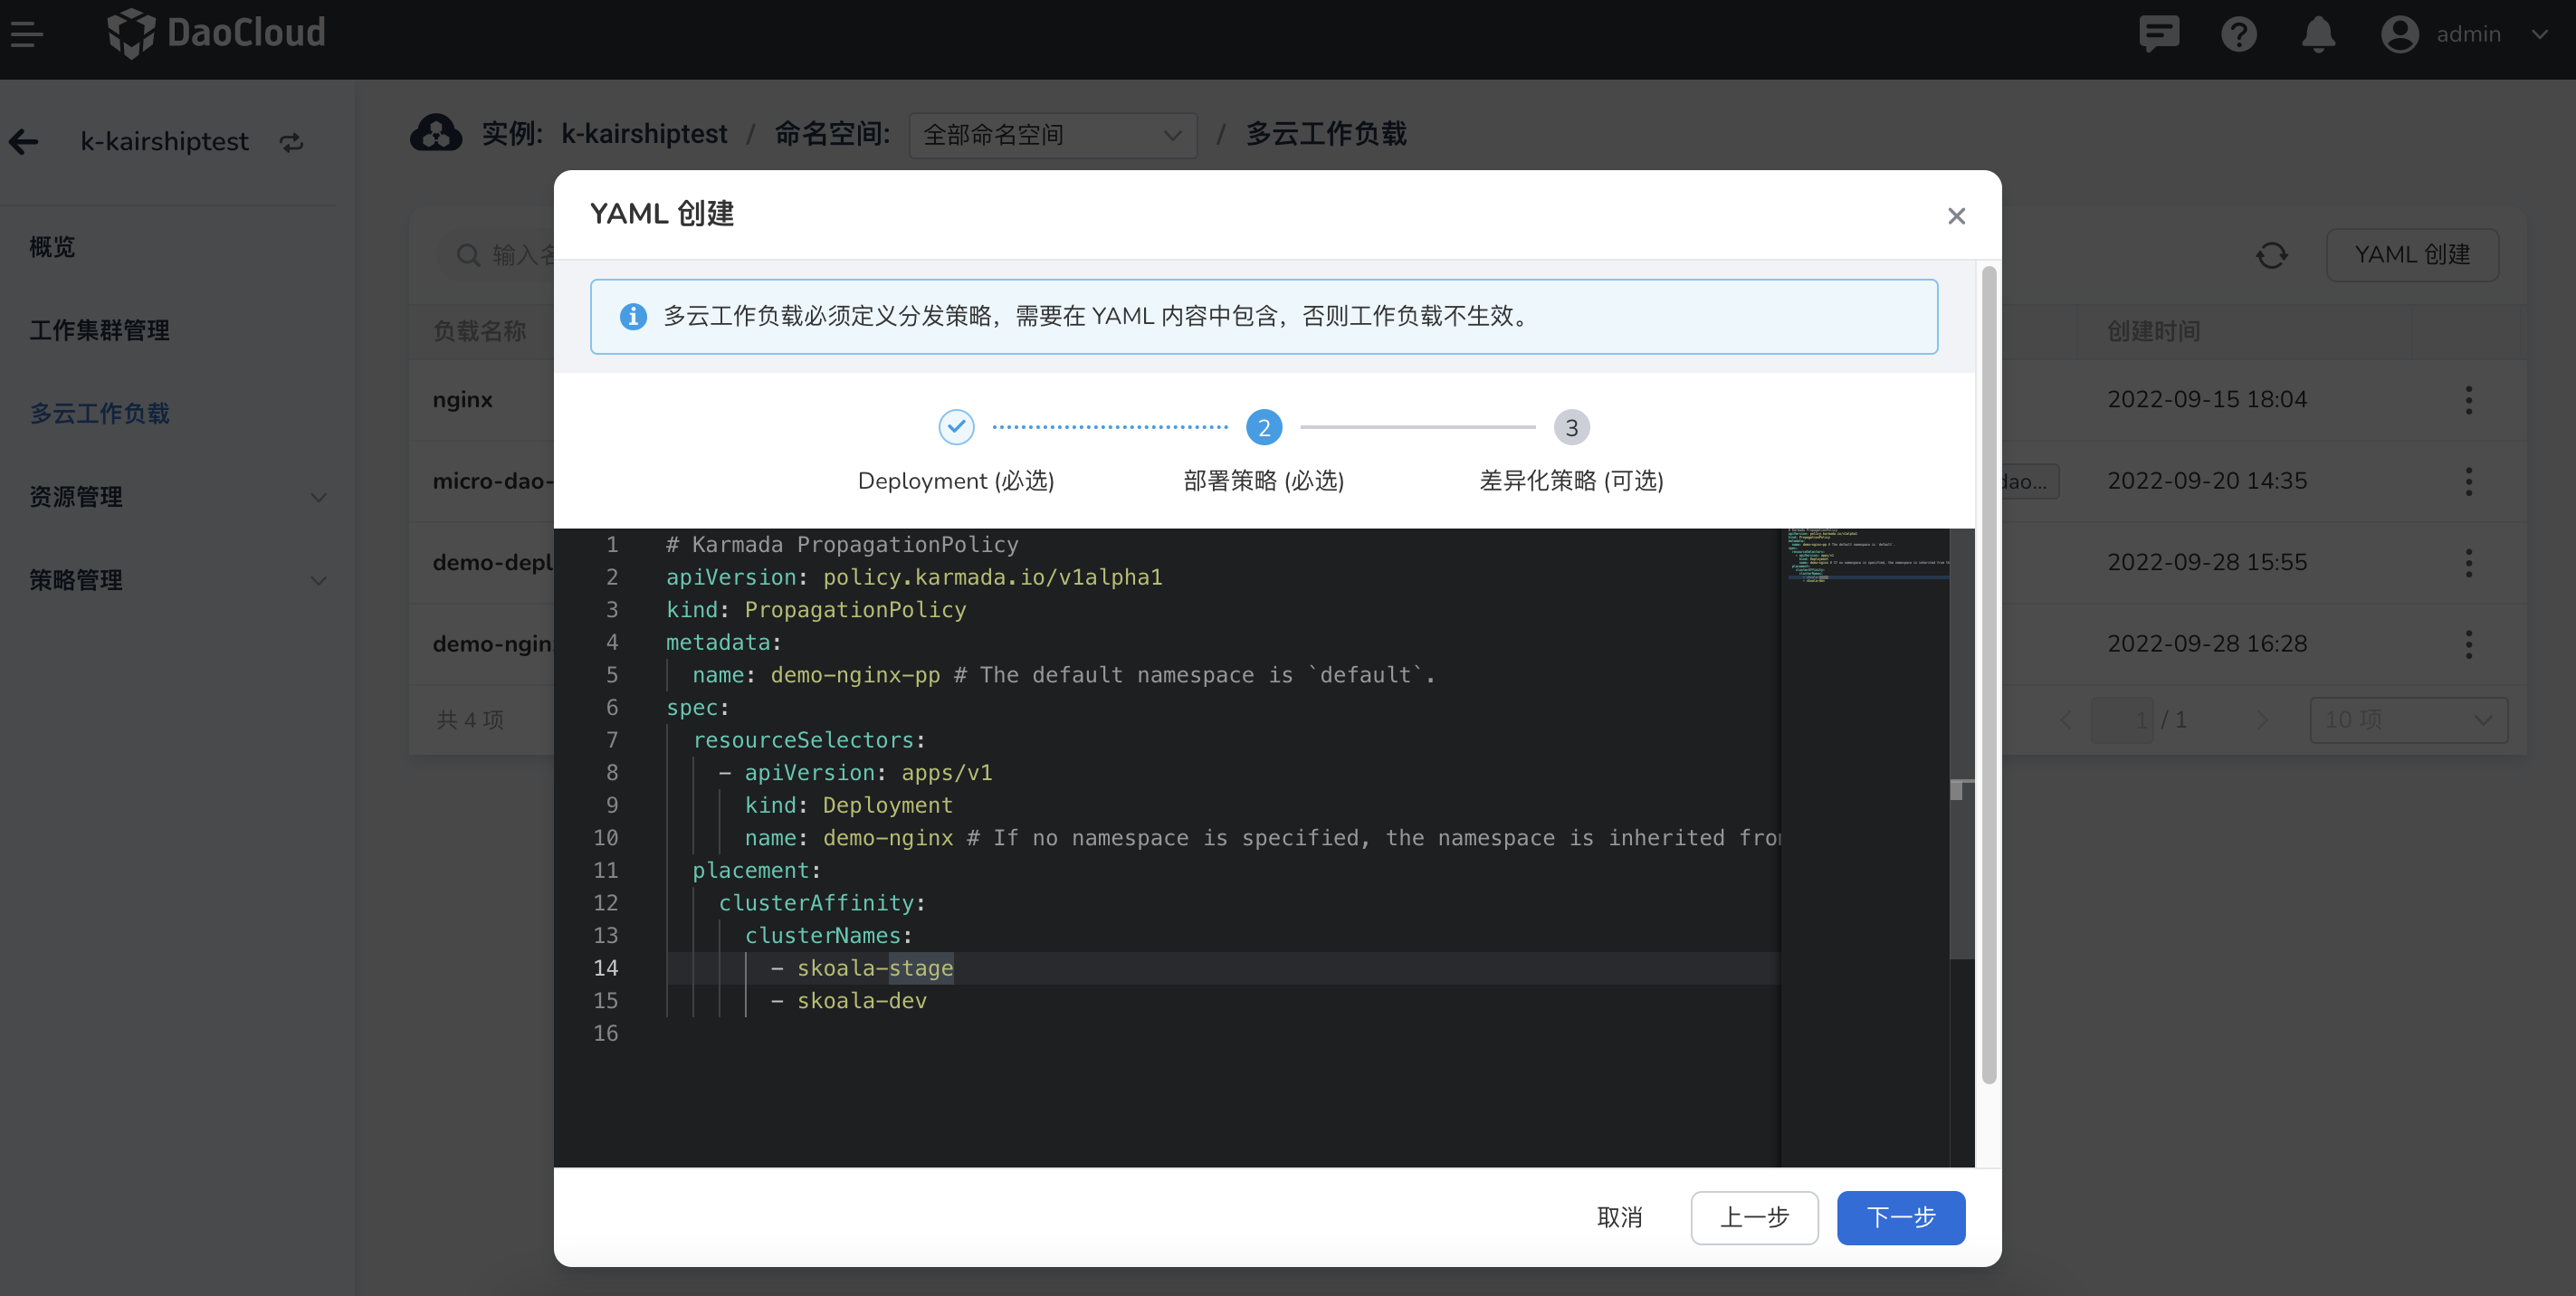 DaoCloud
admin
k-kairshiptest
实例: k-kairshiptest / 命名空间: 全部命名空间 / 多云工作负载
概览
工作集群管理
多云工作负载
资源管理
策略管理
输入名
YAML 创建
负载名称
创建时间
nginx
2022-09-15 18:04
micro-dao-
dao...
2022-09-20 14:35
demo-depl
2022-09-28 15:55
demo-ngin
2022-09-28 16:28
共 4 项
1 / 1
10 项
YAML 创建
多云工作负载必须定义分发策略，需要在 YAML 内容中包含，否则工作负载不生效。
2
3
Deployment (必选)
部署策略 (必选)
差异化策略 (可选)
1 # Karmada PropagationPolicy
2 apiVersion: policy.karmada.io/v1alpha1
3 kind: PropagationPolicy
4 metadata:
5 name: demo-nginx-pp # The default namespace is `default`.
6 spec:
7 resourceSelectors:
8 - apiVersion: apps/v1
9 kind: Deployment
10 name: demo-nginx # If no namespace is specified, the namespace is inherited from
11 placement:
12 clusterAffinity:
13 clusterNames:
14 - skoala-stage
15 - skoala-dev
16
取消
上一步
下一步